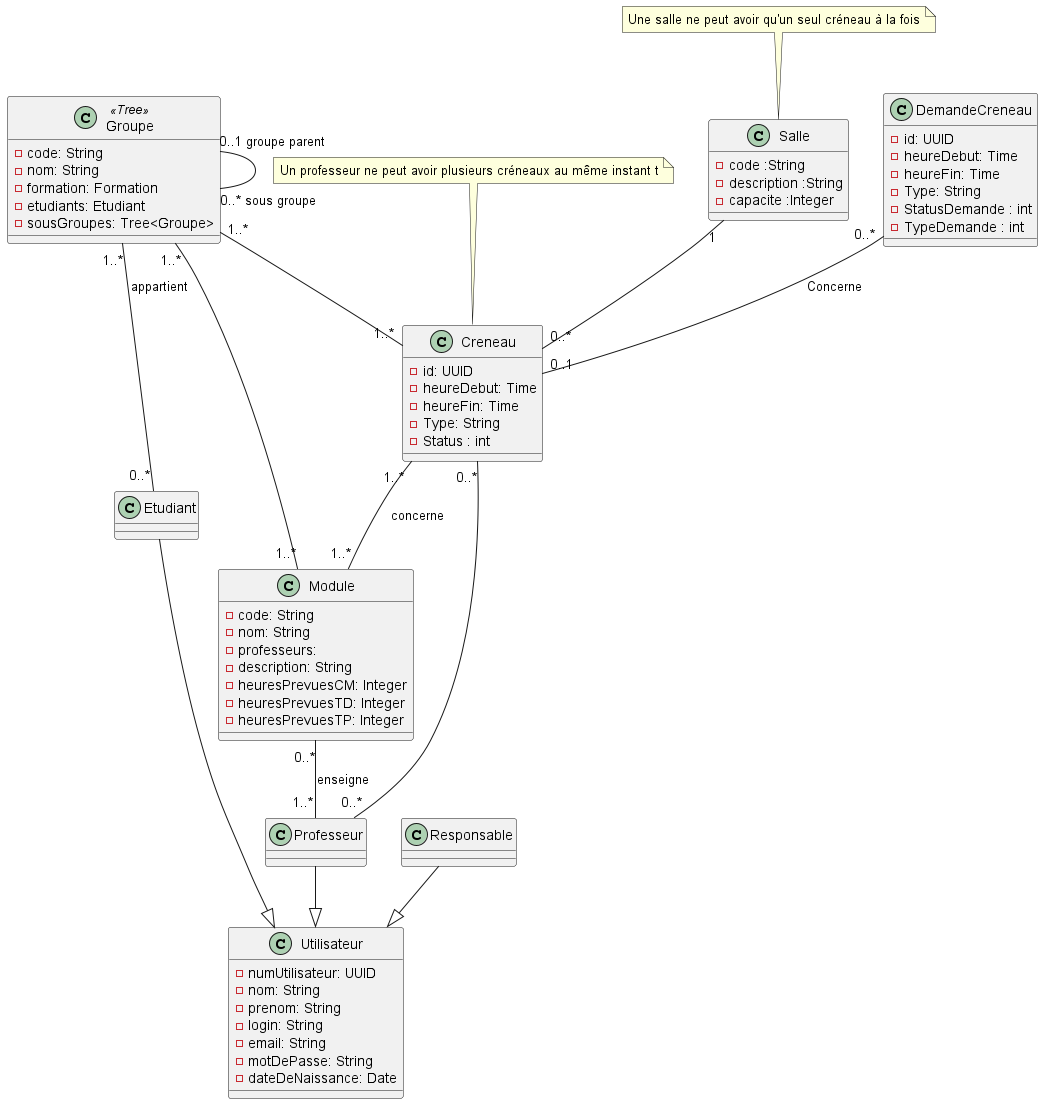 Une salle ne peut avoir qu'un seul créneau à la fois
«Tree»
C Groupe
code: String
nom: String
formation: Formation
etudiants: Etudiant
sousGroupes: Tree<Groupe>
0..1 groupe parent
0..* sous groupe
Un professeur ne peut avoir plusieurs créneaux au même instant t
C Salle
code :String
description :String
capacite :Integer
C DemandeCreneau
id: UUID
heureDebut: Time
heureFin: Time
Type: String
StatusDemande : int
TypeDemande : int
1..*
1
0..*
1..*
1..*
appartient
Concerne
1..*
0..*
0..1
C Creneau
id: UUID
heureDebut: Time
heureFin: Time
Type: String
Status : int
0..*
1..*
0..*
C Etudiant
concerne
1..*
1..*
C Module
code: String
nom: String
professeurs:
description: String
heuresPrevuesCM: Integer
heuresPrevuesTD: Integer
heuresPrevuesTP: Integer
0..*
enseigne
1..*
0..*
C Professeur
C Responsable
C Utilisateur
numUtilisateur: UUID
nom: String
prenom: String
login: String
email: String
motDePasse: String
dateDeNaissance: Date